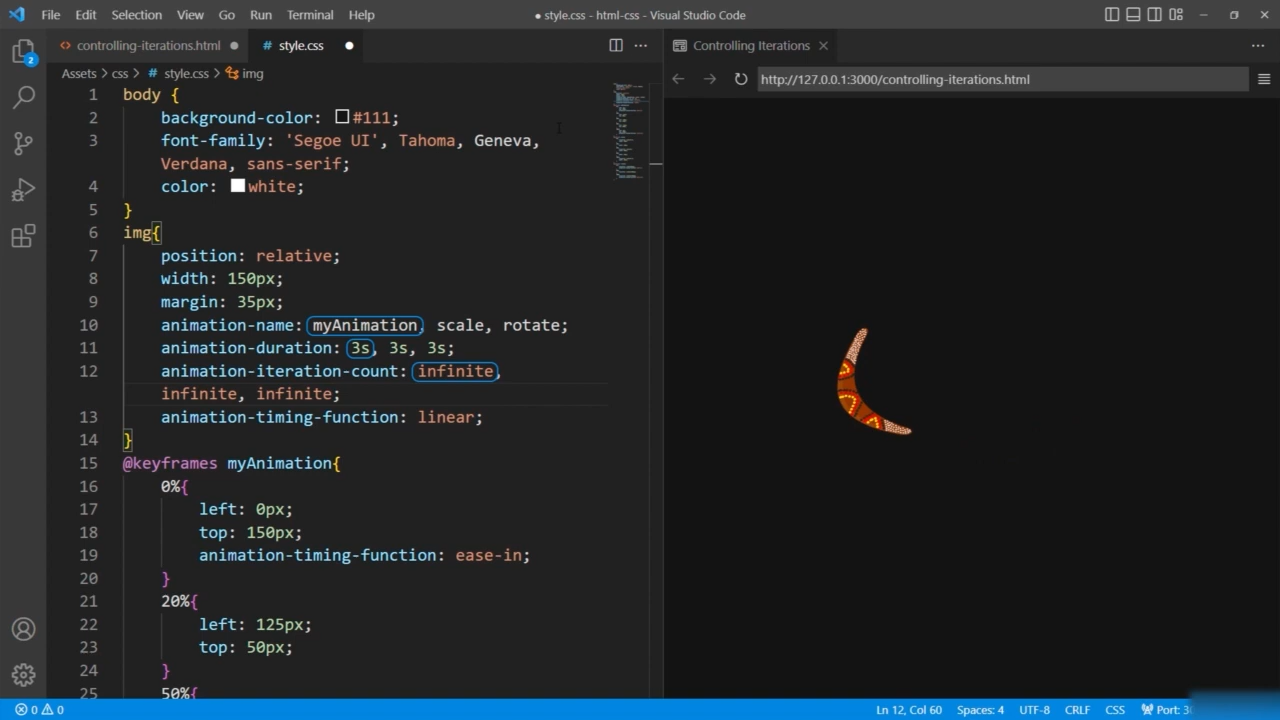 File Edit Selection View Go Run Terminal Help
● style.css - html-css - Visual Studio Code
controlling-iterations.html ●
# style.css ●
Controlling Iterations
2
Assets > css > # style.css > img
http://127.0.0.1:3000/controlling-iterations.html
1 body {
2 background-color: #111;
3 font-family: 'Segoe UI', Tahoma, Geneva,
Verdana, sans-serif;
4 color: white;
5 }
6 img{
7 position: relative;
8 width: 150px;
9 margin: 35px;
10 animation-name: myAnimation, scale, rotate;
11 animation-duration: 3s, 3s, 3s;
12 animation-iteration-count: infinite,
infinite, infinite;
13 animation-timing-function: linear;
14 }
15 @keyframes myAnimation{
16 0%{
17 left: 0px;
18 top: 150px;
19 animation-timing-function: ease-in;
20 }
21 20%{
22 left: 125px;
23 top: 50px;
24 }
25 50%{
0 0
Ln 12, Col 60 Spaces: 4 UTF-8 CRLF CSS Port: